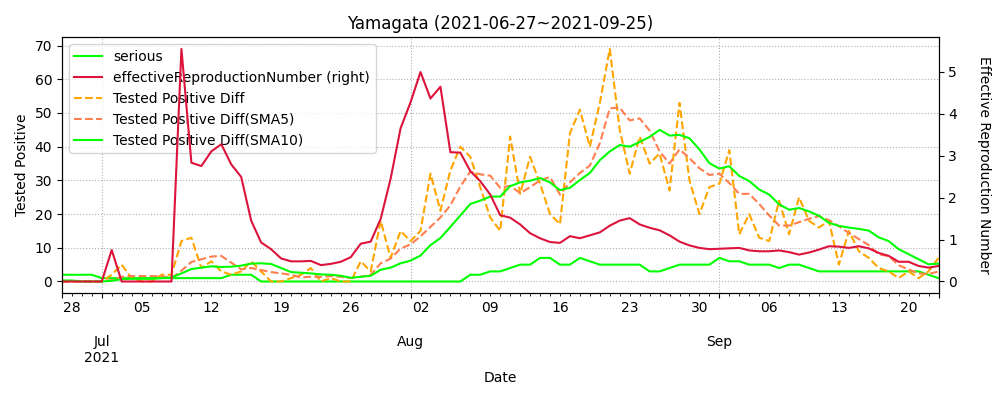 Yamagata (2021-06-27~2021-09-25)
serious
effectiveReproductionNumber (right)
Tested Positive Diff
Tested Positive Diff(SMA5)
Tested Positive Diff(SMA10)
Tested Positive
70
60
50
40
30
20
10
0
Effective Reproduction Number
5
4
3
2
1
0
28 05 12 19 26 02 09 16 23 30 06 13 20
Jul Aug Sep
2021
Date